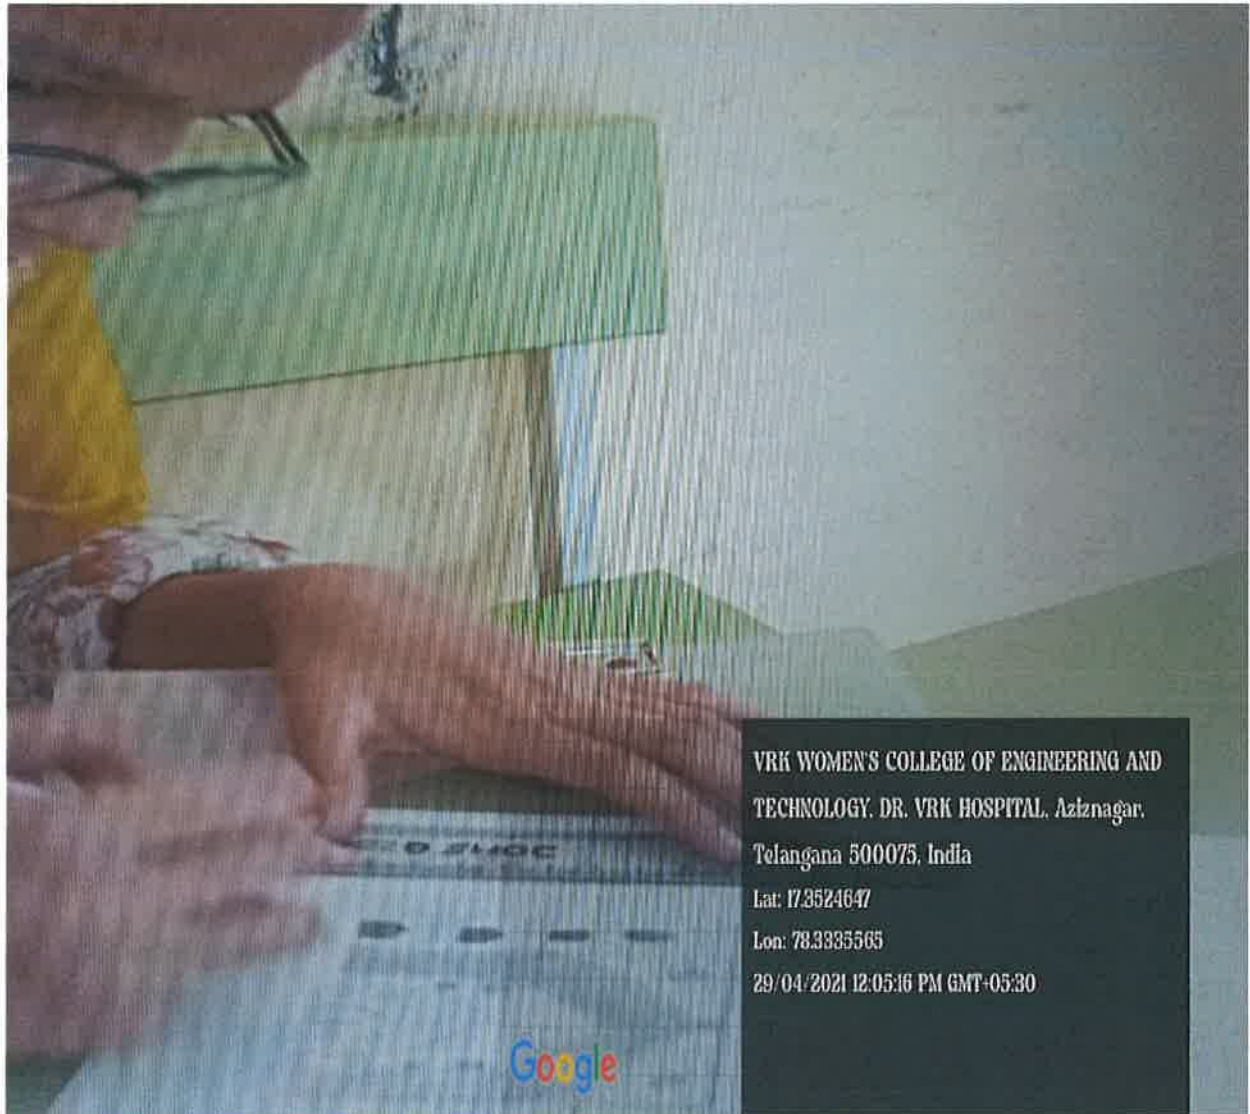 VRK WOMEN'S COLLEGE OF ENGINEERING AND
TECHNOLOGY. DR. VRK HOSPITAL, Aziznagar,
Telangana 500075, India
Lat: 17.3524647
Lon: 78.3335565
29/04/2021 12:05:16 PM GMT+05:30
Google